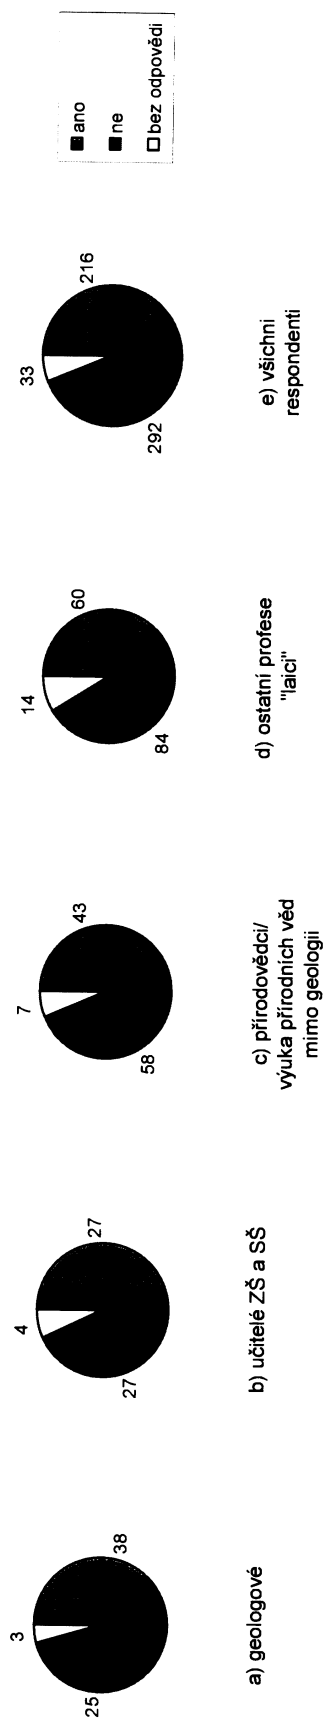 3
25
38
a) geologové
4
27
27
b) učitelé ZŠ a SŠ
7
58
43
c) přírodovědci/
výuka přírodních věd
mimo geologii
14
84
60
d) ostatní profese
"laici"
33
292
216
e) všichni
respondenti
ano
ne
bez odpovědi